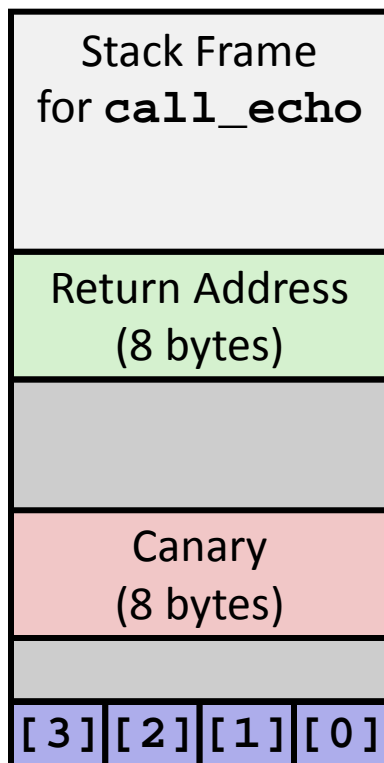 Stack Frame
for call_echo
Return Address
(8 bytes)
Canary
(8 bytes)
[3] [2] [1] [0]